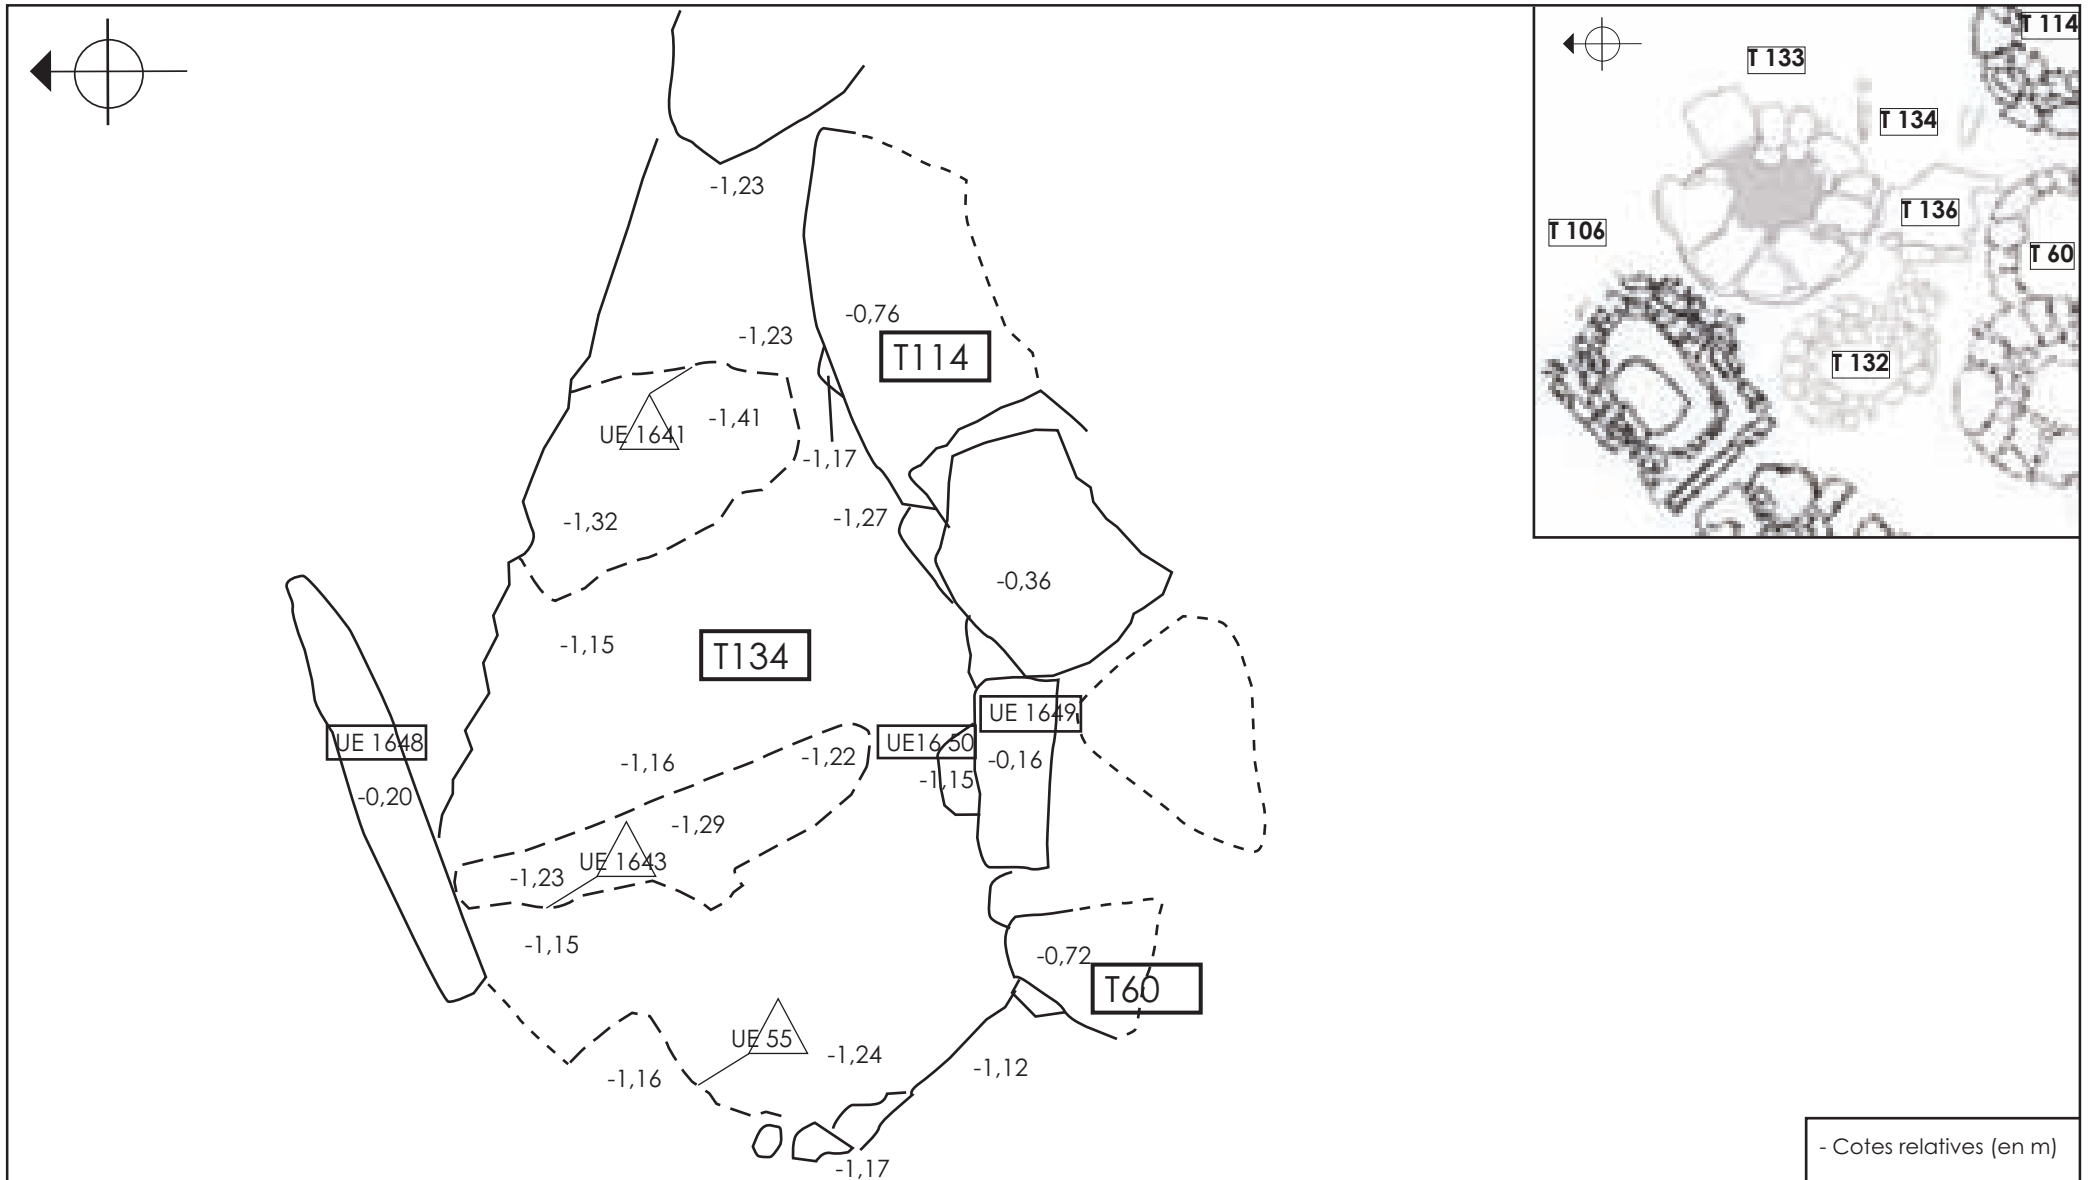 T 114
T 133
T 134
T 136
T 106
T 60
T 132
-1,23
-0,76
-1,23
T114
-1,41
UE 1641
-1,17
-1,32
-1,27
-0,36
-1,15
T134
UE 1649
UE 1648
UE16 50
-1,16
-1,22
-0,16
-1,15
-0,20
-1,29
UE 1643
-1,23
-1,15
-0,72
T60
UE 55
-1,24
-1,12
-1,16
-1,17
- Cotes relatives (en m)